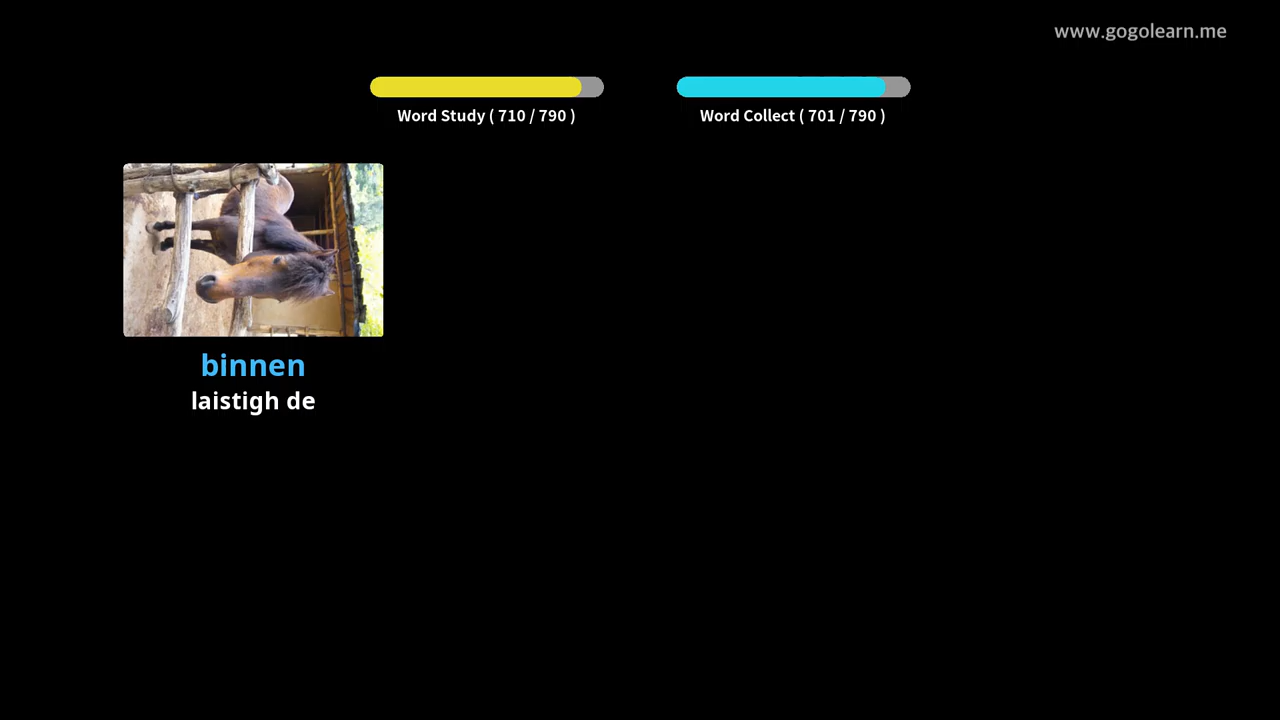 www.gogolearn.me
Word Study ( 710 / 790 )
Word Collect ( 701 / 790 )
binnen
laistigh de